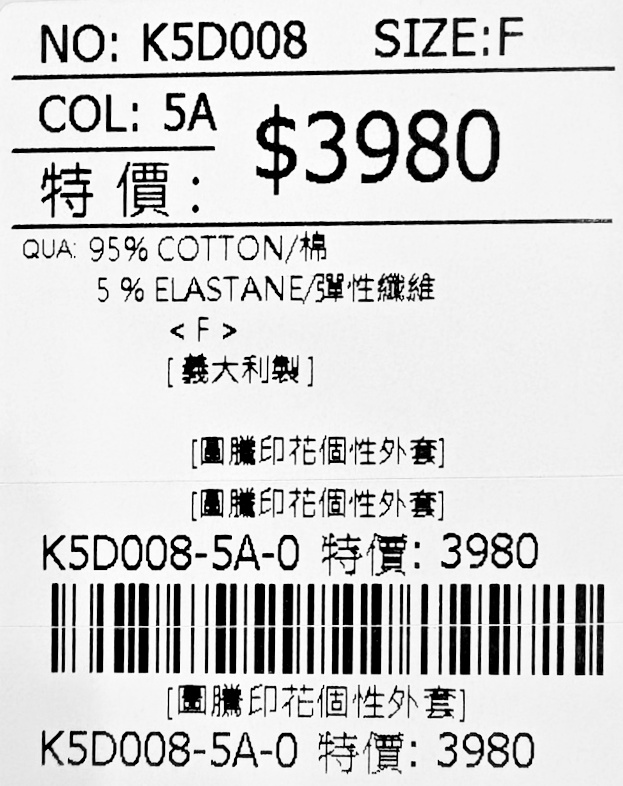 NO: K5D008 SIZE:F
COL: 5A
$3980
特價:
QUA: 95% COTTON/棉
5 % ELASTANE/彈性纖維
< F >
[義大利製]
[圖騰印花個性外套]
[圖騰印花個性外套]
K5D008-5A-0 特價: 3980
[圖騰印花個性外套]
K5D008-5A-0 特價: 3980